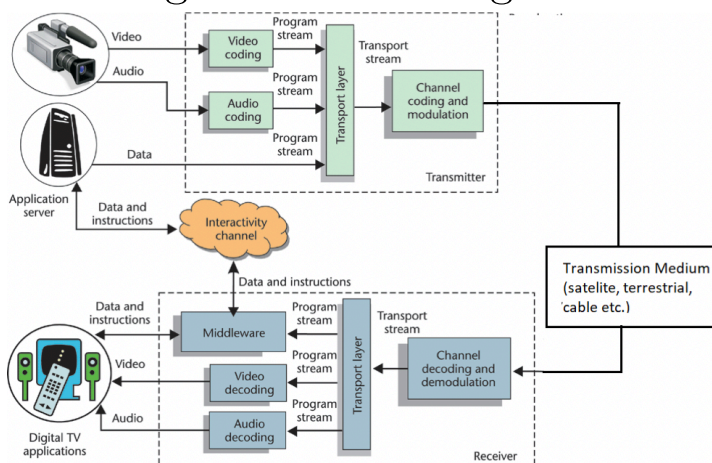 Video
Audio
Video
coding
Audio
coding
Program
stream
Program
stream
Program
stream
Transport layer
Transport
stream
Channel
coding and
modulation
Transmitter
Data
Application
server
Data and
instructions
Interactivity
channel
Data and instructions
Transmission Medium
(satelite, terrestrial,
cable etc.)
Data and
instructions
Middleware
Program
stream
Transport
stream
Video
Video
decoding
Program
stream
Transport layer
Channel
decoding and
demodulation
Audio
Audio
decoding
Program
stream
Digital TV
applications
Receiver